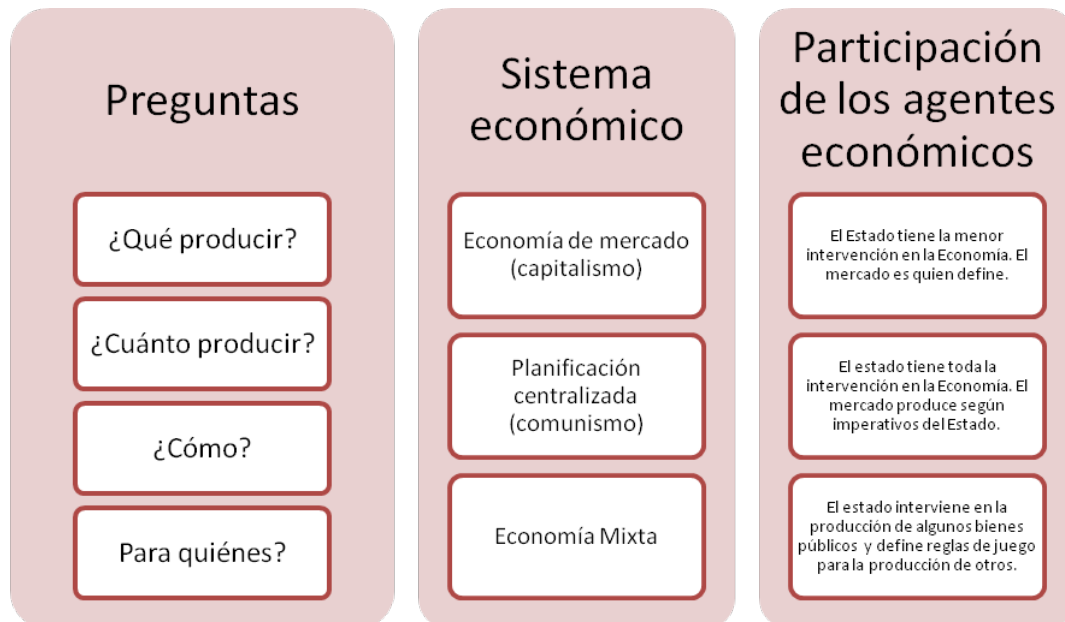 Preguntas
¿Qué producir?
¿Cuánto producir?
¿Cómo?
Para quiénes?
Sistema
económico
Economía de mercado
(capitalismo)
Planificación
centralizada
(comunismo)
Economía Mixta
Participación
de los agentes
económicos
El Estado tiene la menor
intervención en la Economía. El
mercado es quien define.
El estado tiene toda la
intervención en la Economía. El
mercado produce según
imperativos del Estado.
El estado interviene en la
producción de algunos bienes
públicos y define reglas de juego
para la producción de otros.